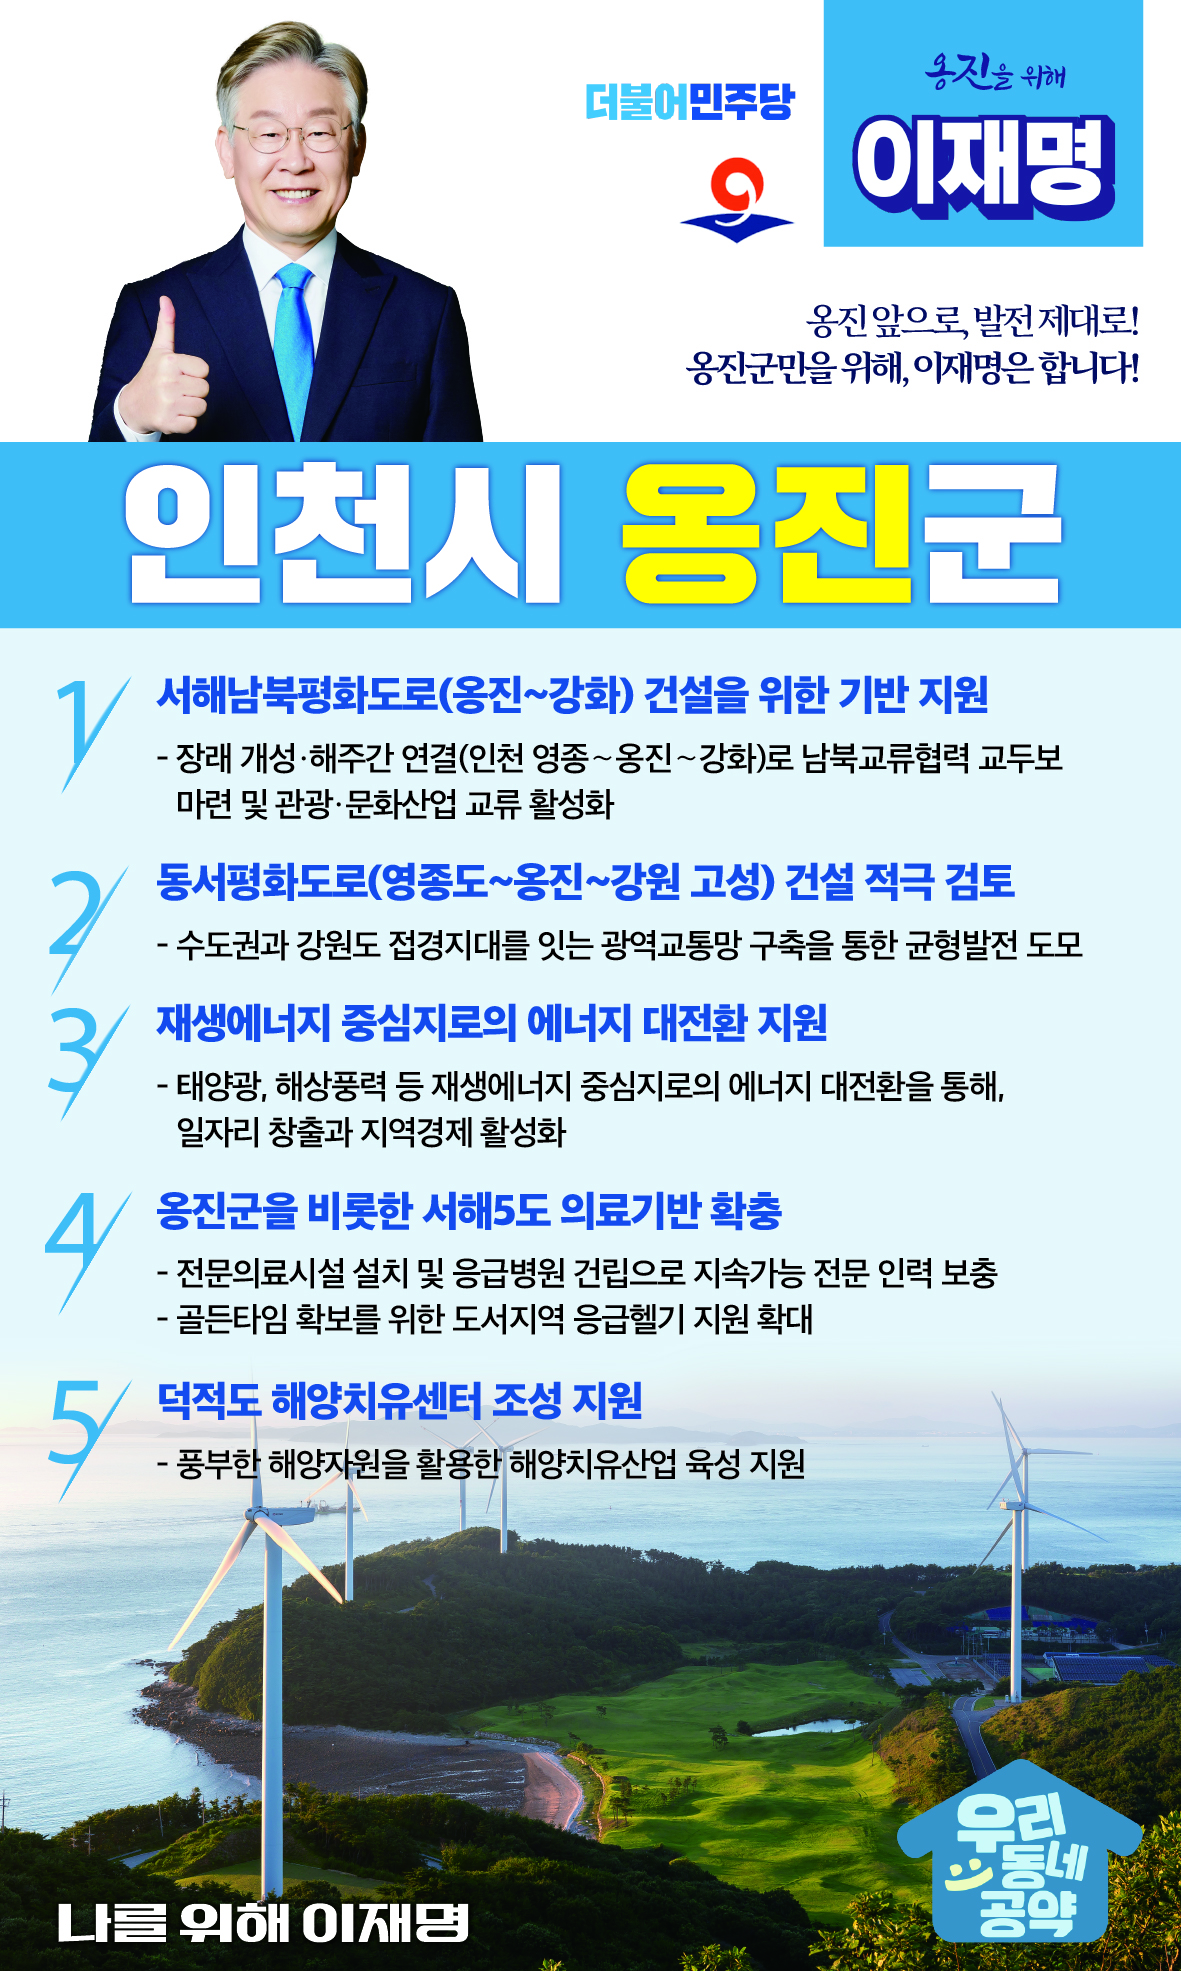 더불어민주당
옹진을 위해
이재명
옹진 앞으로, 발전 제대로!
옹진군민을 위해, 이재명은 합니다!
인천시 옹진군
1 서해남북평화도로(옹진~강화) 건설을 위한 기반 지원
- 장래 개성·해주간 연결(인천 영종~옹진~강화)로 남북교류협력 교두보
마련 및 관광·문화산업 교류 활성화
2 동서평화도로(영종도~옹진~강원 고성) 건설 적극 검토
- 수도권과 강원도 접경지대를 잇는 광역교통망 구축을 통한 균형발전 도모
3 재생에너지 중심지로의 에너지 대전환 지원
- 태양광, 해상풍력 등 재생에너지 중심지로의 에너지 대전환을 통해,
일자리 창출과 지역경제 활성화
4 옹진군을 비롯한 서해5도 의료기반 확충
- 전문의료시설 설치 및 응급병원 건립으로 지속가능 전문 인력 보충
- 골든타임 확보를 위한 도서지역 응급헬기 지원 확대
5 덕적도 해양치유센터 조성 지원
- 풍부한 해양자원을 활용한 해양치유산업 육성 지원
나를 위해 이재명
우리
동네
공약